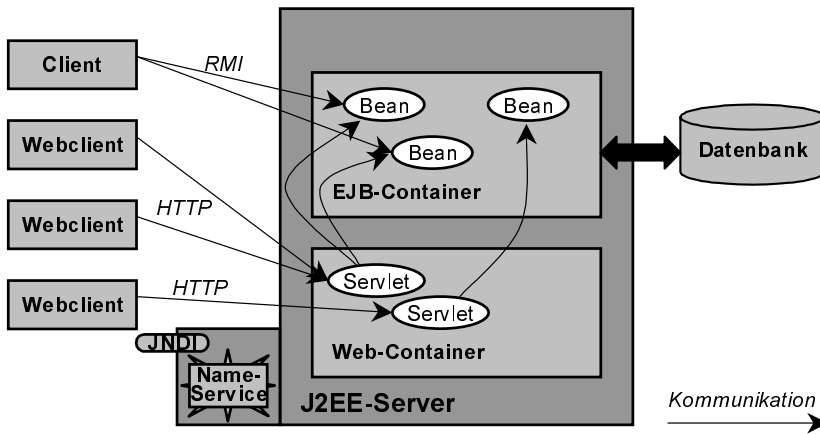 Client
RMI
Bean
Bean
Bean
Webclient
EJB-Container
Datenbank
HTTP
Webclient
HTTP
Webclient
Servlet
Servlet
Web-Container
JNDI
Name-
Service
J2EE-Server
Kommunikation